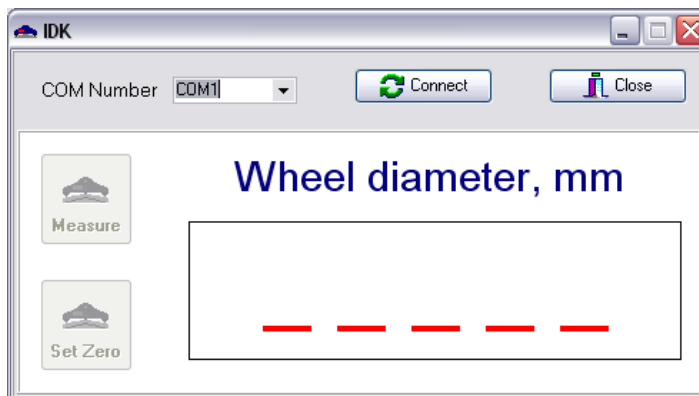 IDK
COM Number COM1 Connect Close
Wheel diameter, mm
Measure
_ _ _ _ _
Set Zero